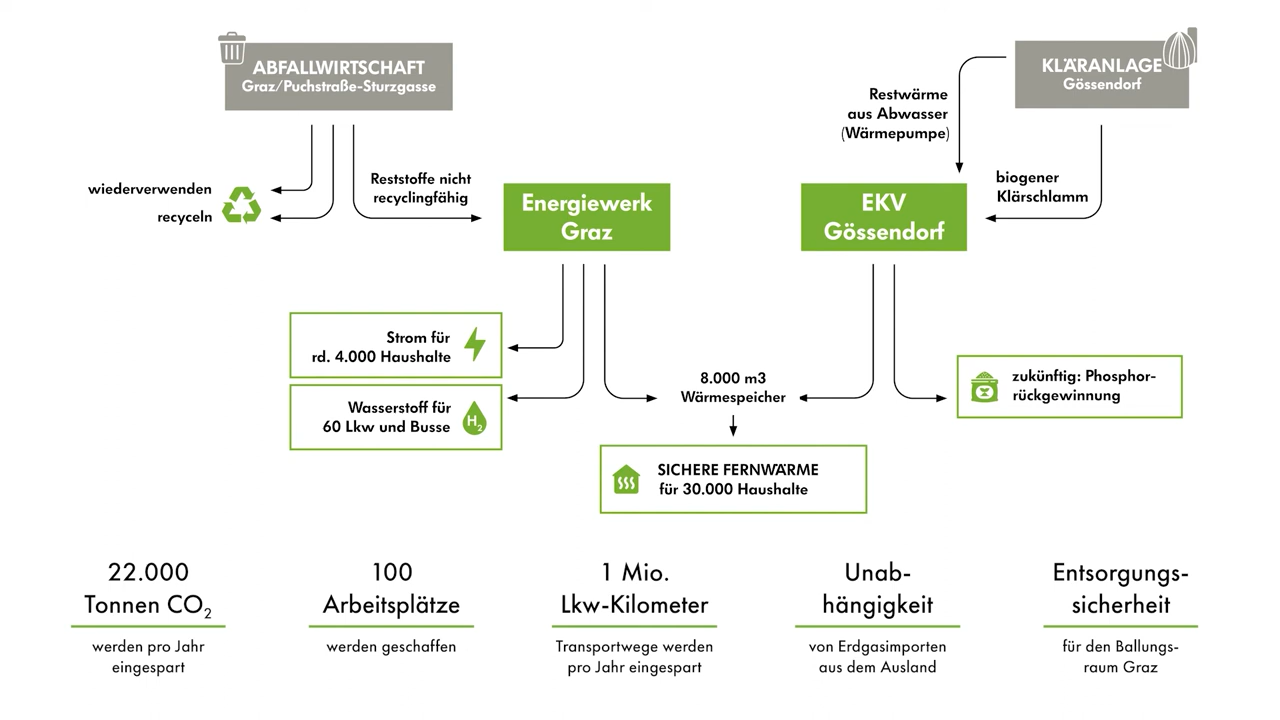 ABFALLWIRTSCHAFT
Graz/Puchstraße-Sturzgasse
KLÄRANLAGE
Gössendorf
Restwärme
aus Abwasser
(Wärmepumpe)
wiederverwenden
recyceln
Reststoffe nicht
recyclingfähig
biogener
Klärschlamm
Energiewerk
Graz
EKV
Gössendorf
Strom für
rd. 4.000 Haushalte
Wasserstoff für
60 Lkw und Busse
H2
8.000 m3
Wärmespeicher
zukünftig: Phosphor-
rückgewinnung
SICHERE FERNWÄRME
für 30.000 Haushalte
22.000
Tonnen CO2
werden pro Jahr
eingespart
100
Arbeitsplätze
werden geschaffen
1 Mio.
Lkw-Kilometer
Transportwege werden
pro Jahr eingespart
Unab-
hängigkeit
von Erdgasimporten
aus dem Ausland
Entsorgungs-
sicherheit
für den Ballungs-
raum Graz